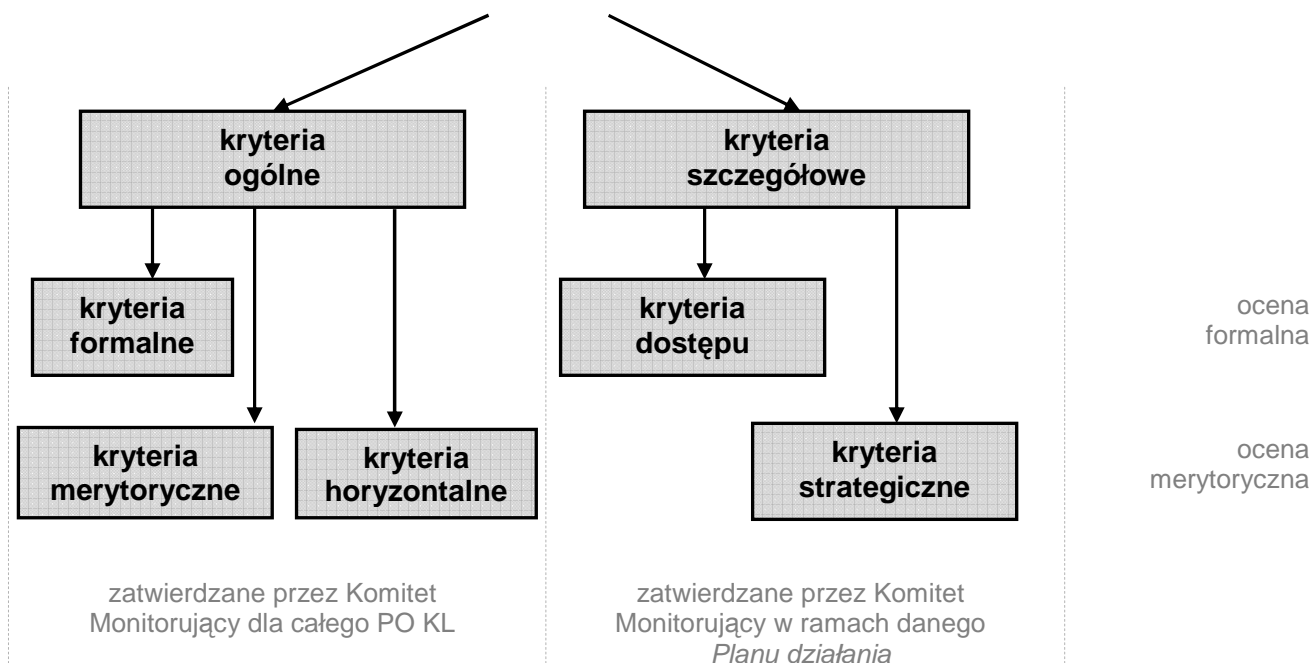 kryteria
ogólne
kryteria
szczegółowe
kryteria
formalne
kryteria
dostępu
ocena
formalna
kryteria
merytoryczne
kryteria
horyzontalne
kryteria
strategiczne
ocena
merytoryczna
zatwierdzane przez Komitet
Monitorujący dla całego PO KL
zatwierdzane przez Komitet
Monitorujący w ramach danego
Planu działania